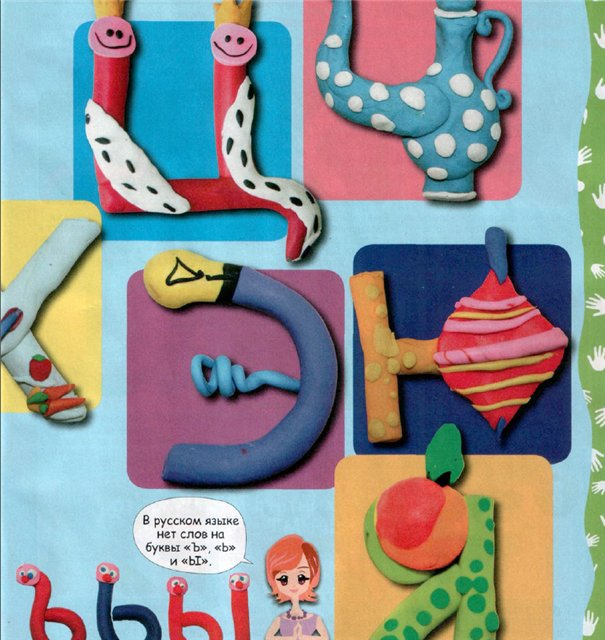 Ц Ч
Э Ю
Я
В русском языке
нет слов на
буквы «Ъ», «Ь»
и «Ы».
Ъ Ь Ы